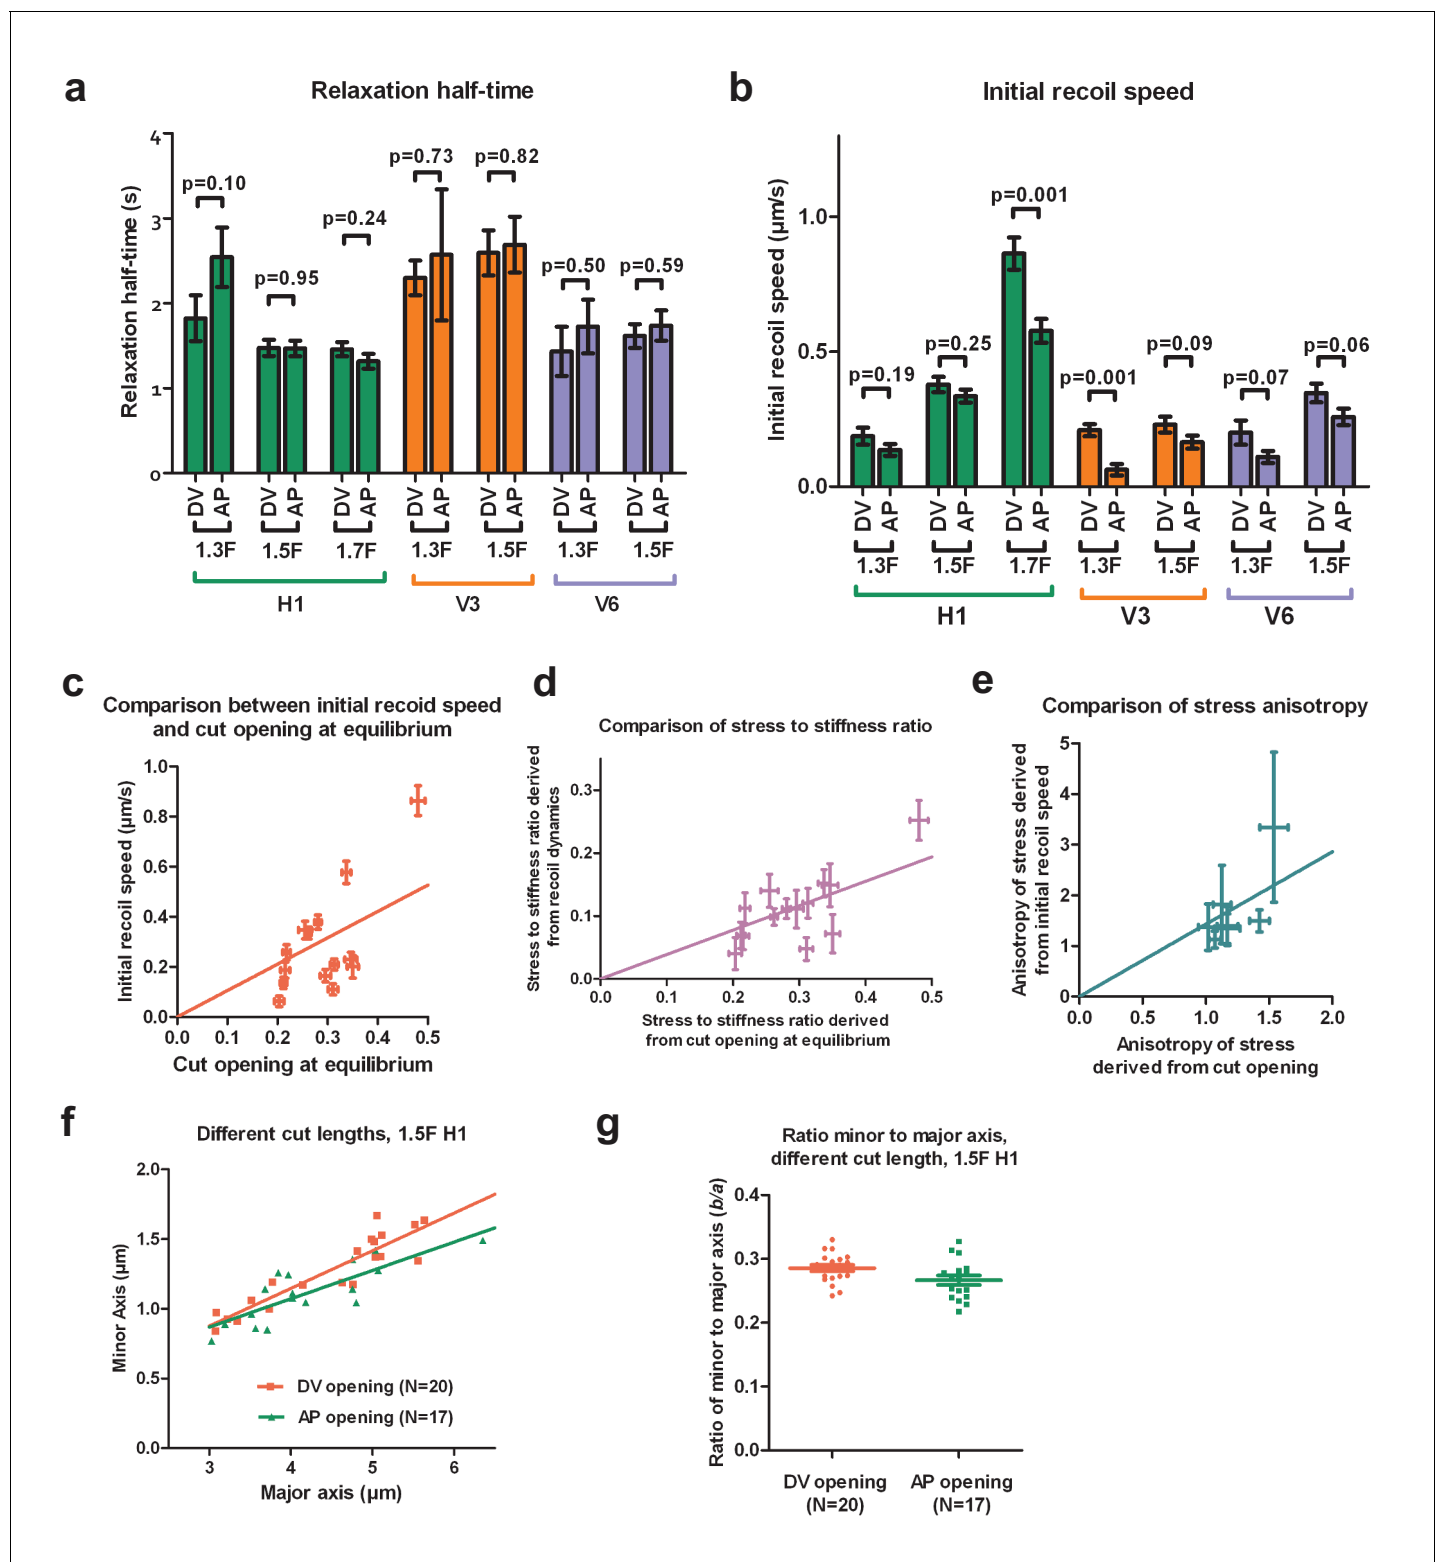 a
Relaxation half-time
Relaxation half-time (s)
4
3
2
1
0
p=0.10
p=0.95
p=0.24
p=0.73
p=0.82
p=0.50
p=0.59
DV AP DV AP DV AP DV AP DV AP DV AP DV AP
1.3F 1.5F 1.7F 1.3F 1.5F 1.3F 1.5F
H1 V3 V6
b
Initial recoil speed
Initial recoil speed (μm/s)
1.0
0.5
0.0
p=0.19
p=0.25
p=0.001
p=0.001
p=0.09
p=0.07
p=0.06
DV AP DV AP DV AP DV AP DV AP DV AP DV AP
1.3F 1.5F 1.7F 1.3F 1.5F 1.3F 1.5F
H1 V3 V6
c
Comparison between initial recoid speed
and cut opening at equilibrium
Initial recoil speed (μm/s)
1.0
0.8
0.6
0.4
0.2
0.0
0.0 0.1 0.2 0.3 0.4 0.5
Cut opening at equilibrium
d
Comparison of stress to stiffness ratio
Stress to stiffness ratio derived
from recoil dynamics
0.3
0.2
0.1
0.0
0.0 0.1 0.2 0.3 0.4 0.5
Stress to stiffness ratio derived
from cut opening at equilibrium
e
Comparison of stress anisotropy
Anisotropy of stress derived
from initial recoil speed
5
4
3
2
1
0
0.0 0.5 1.0 1.5 2.0
Anisotropy of stress
derived from cut opening
f
Different cut lengths, 1.5F H1
Minor Axis (μm)
2.0
1.5
1.0
0.5
0.0
DV opening (N=20)
AP opening (N=17)
3 4 5 6
Major axis (μm)
g
Ratio minor to major axis,
different cut length, 1.5F H1
Ratio of minor to major axis (b/a)
0.4
0.3
0.2
0.1
0.0
DV opening AP opening
(N=20) (N=17)